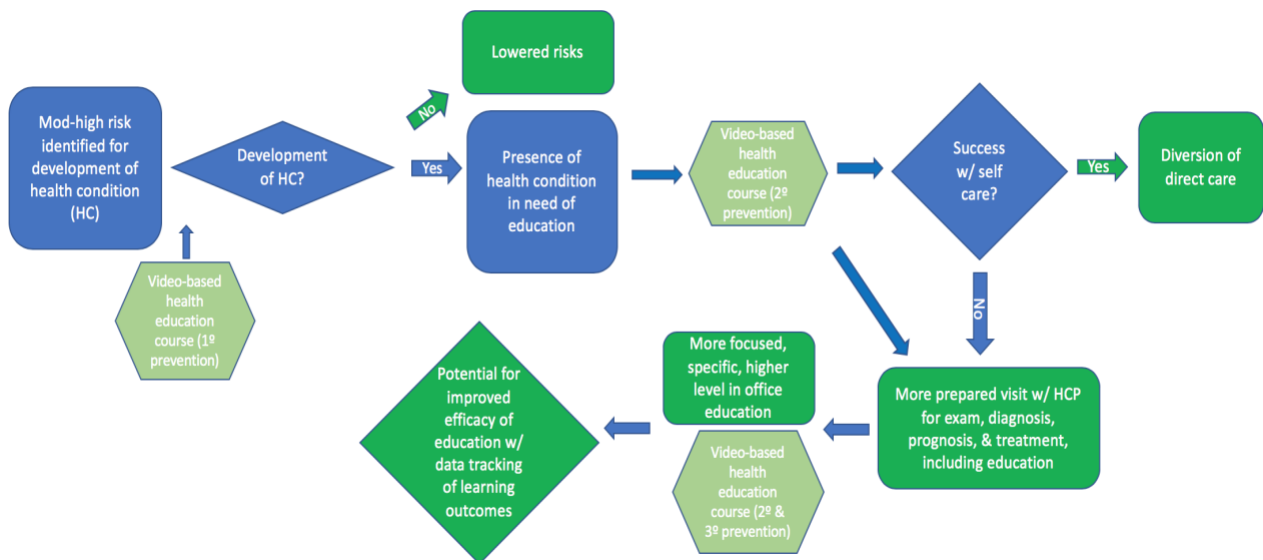 Lowered risks
Mod-high risk
identified for
development of
health condition
(HC)
Development
of HC?
No
Yes
Presence of
health condition
in need of
education
Video-based
health
education
course (2º
prevention)
Success
w/ self
care?
Yes
Diversion of
direct care
No
Video-based
health
education
course (1º
prevention)
Potential for
improved
efficacy of
education w/
data tracking
of learning
outcomes
More focused,
specific, higher
level in office
education
Video-based
health
education
course (2º &
3º prevention)
More prepared visit w/ HCP
for exam, diagnosis,
prognosis, & treatment,
including education